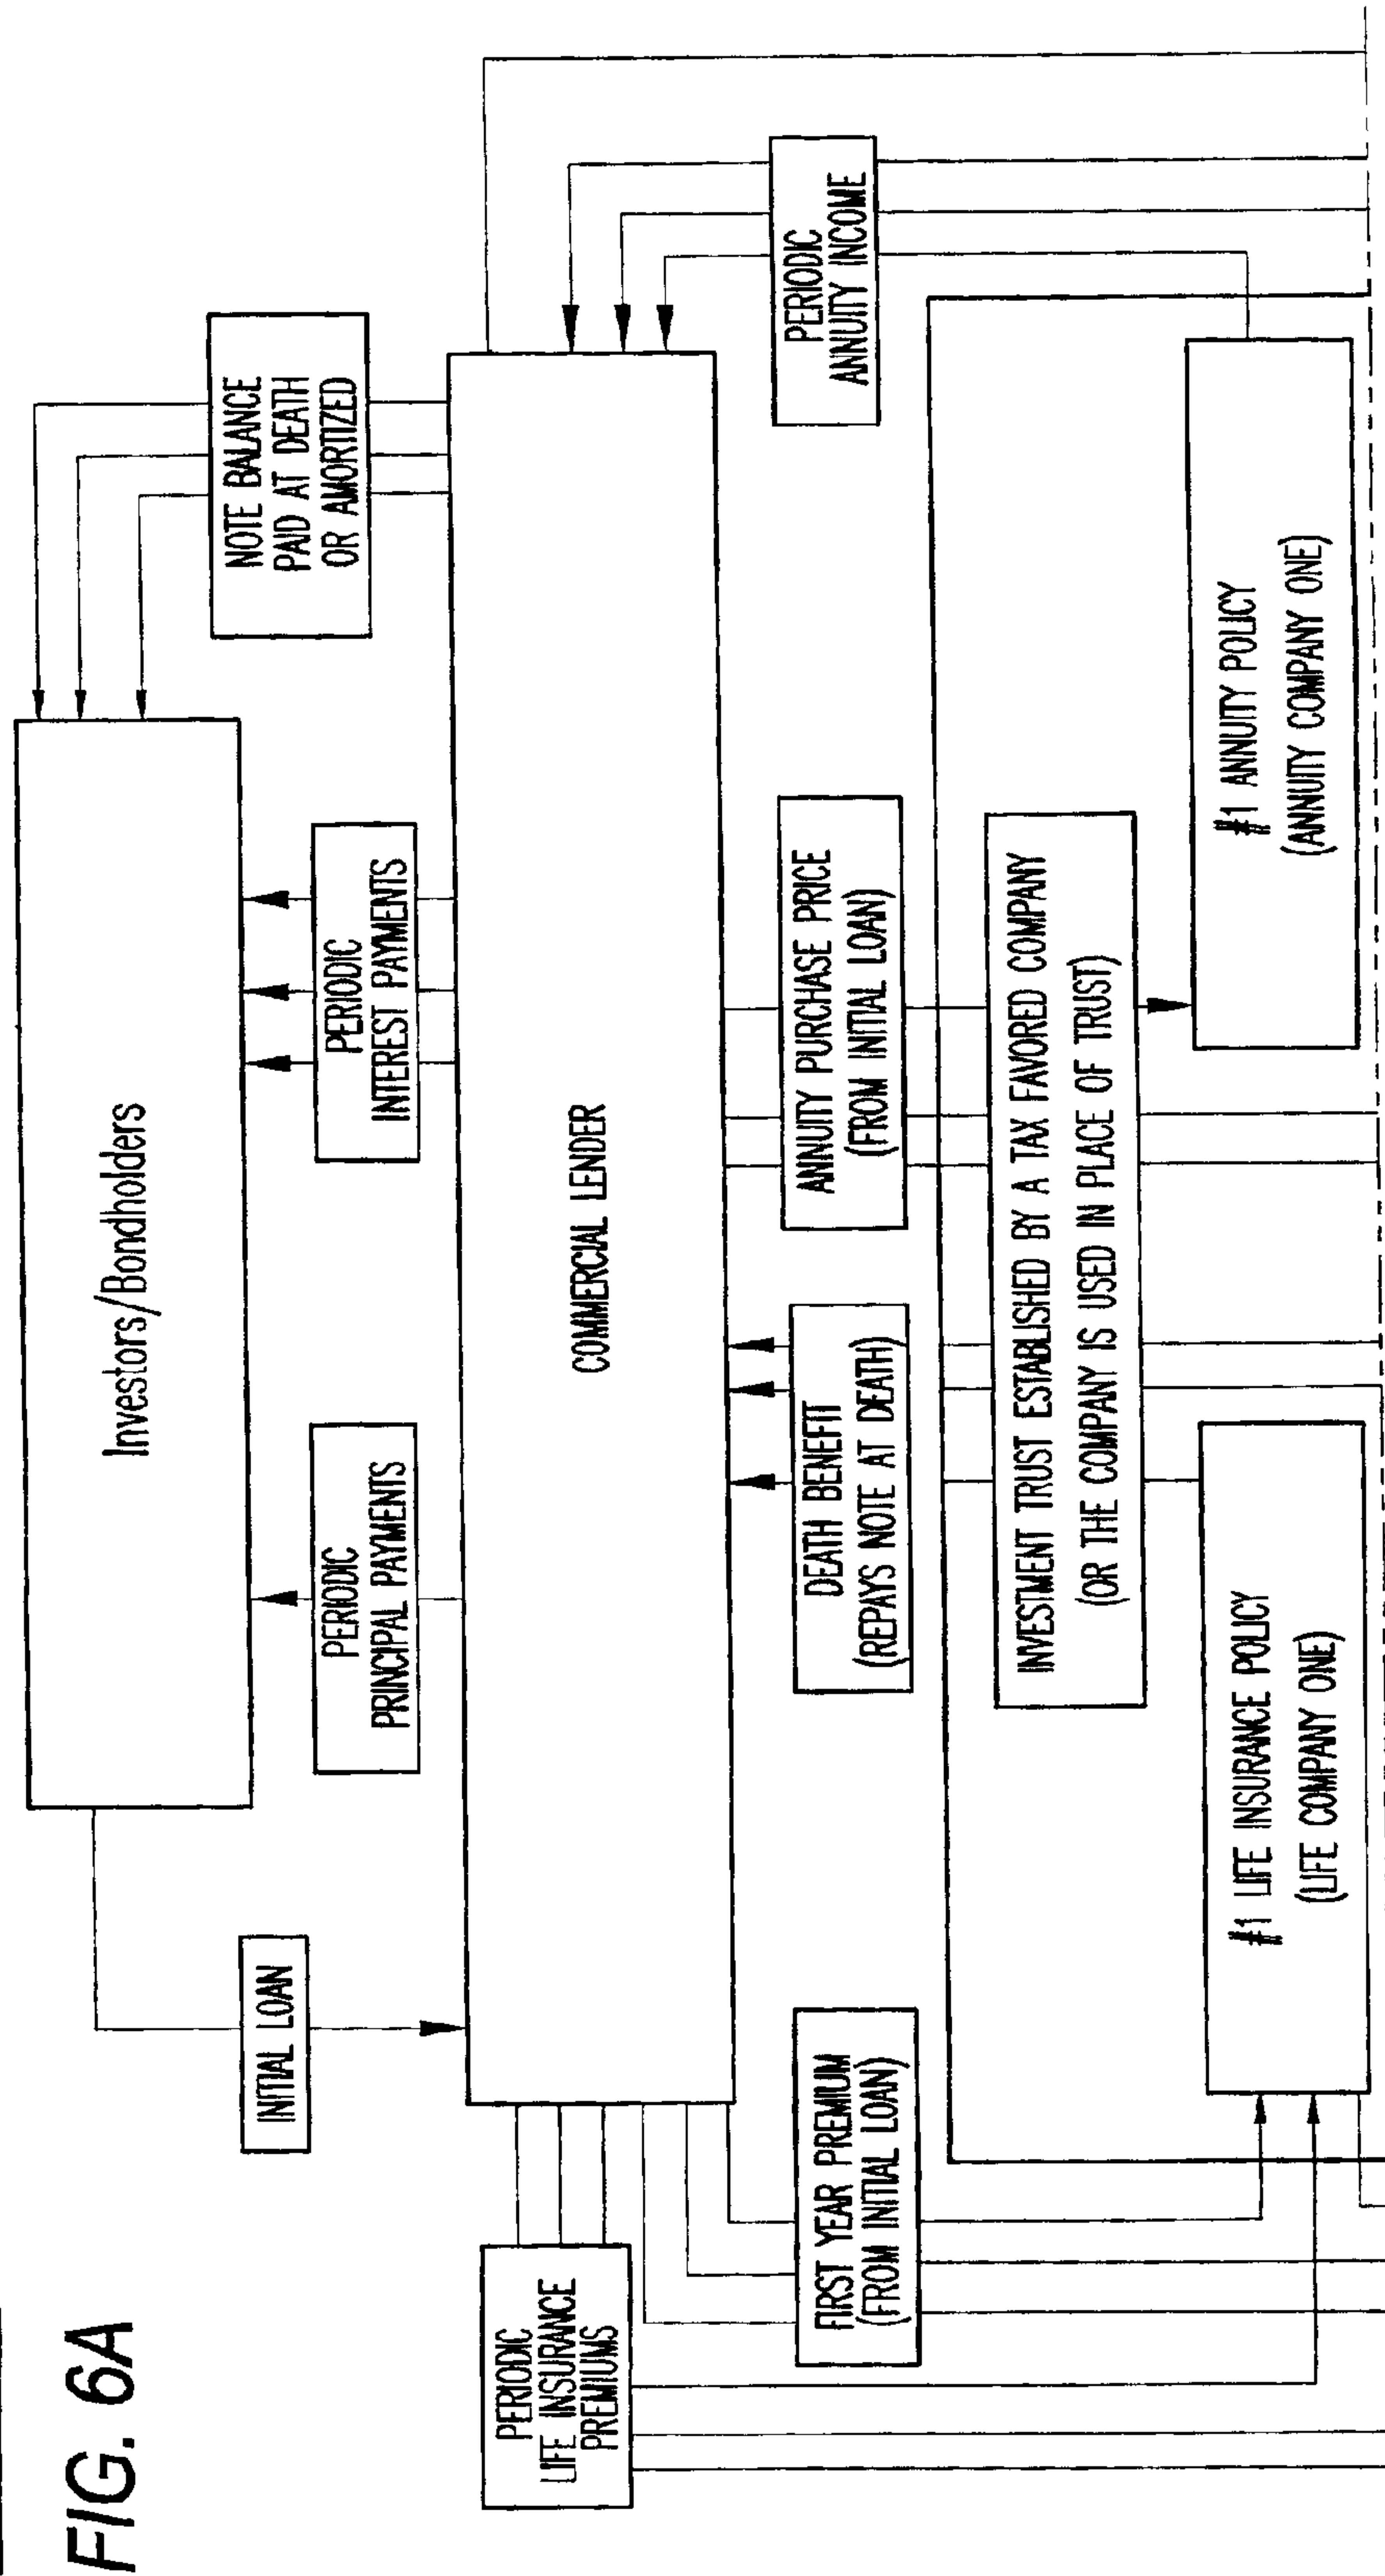 FIG. 6A
Investors/Bondholders
INITIAL LOAN
PERIODIC
PRINCIPAL PAYMENTS
PERIODIC
INTEREST PAYMENTS
NOTE BALANCE
PAID AT DEATH
OR AMORTIZED
COMMERCIAL LENDER
PERIODIC
LIFE INSURANCE
PREMIUMS
FIRST YEAR PREMIUM
(FROM INITIAL LOAN)
DEATH BENEFIT
(REPAYS NOTE AT DEATH)
ANNUITY PURCHASE PRICE
(FROM INITIAL LOAN)
PERIODIC
ANNUITY INCOME
INVESTMENT TRUST ESTABLISHED BY A TAX FAVORED COMPANY
(OR THE COMPANY IS USED IN PLACE OF TRUST)
#1 LIFE INSURANCE POLICY
(LIFE COMPANY ONE)
#1 ANNUITY POLICY
(ANNUITY COMPANY ONE)